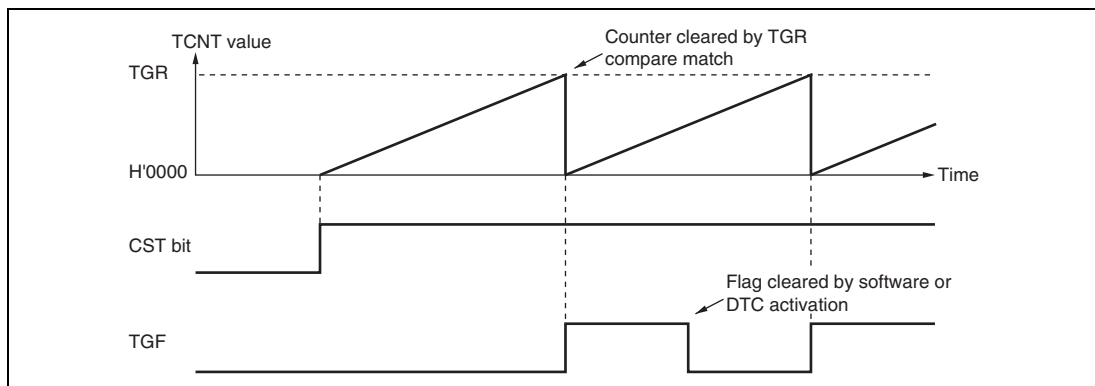 TCNT value
Counter cleared by TGR
compare match
TGR
H'0000
Time
CST bit
Flag cleared by software or
DTC activation
TGF